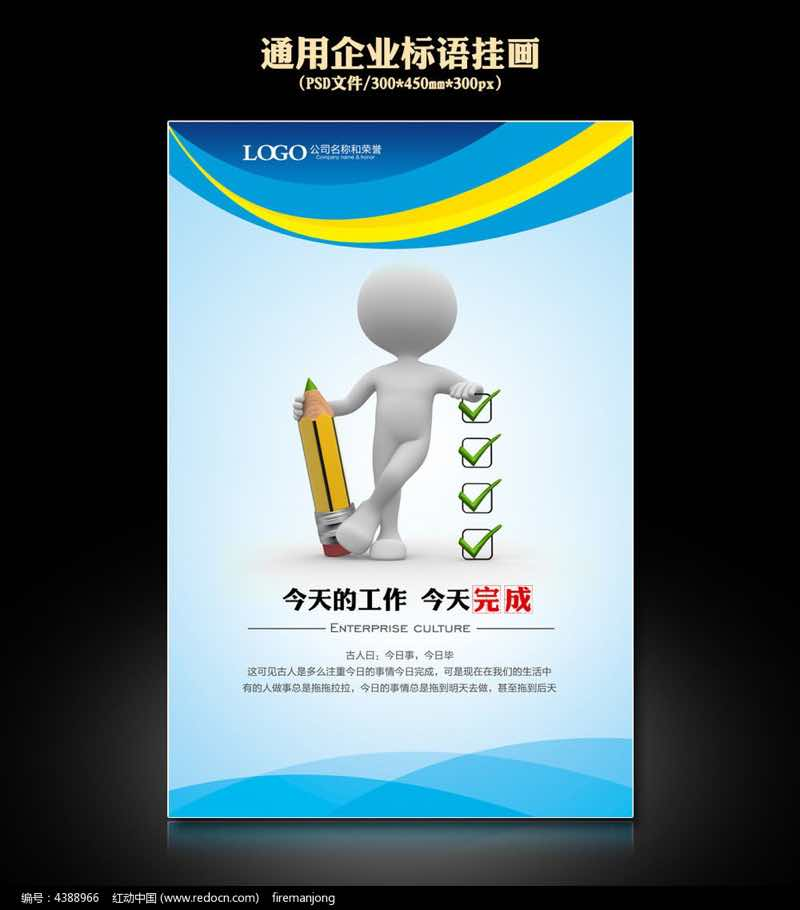 通用企业标语挂画
(PSD文件/300*450mm*300px)
LOGO 公司名称和荣誉
Company name & honor
今天的工作 今天完成
ENTERPRISE CULTURE
古人曰：今日事，今日毕
这可见古人是多么注重今日的事情今日完成，可是现在在我们的生活中
有的人做事总是拖拖拉拉，今日的事情总是拖到明天去做，甚至拖到后天
编号：4388966 红动中国 (www.redocn.com) firemanjong